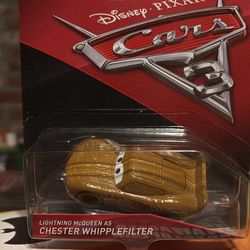 DISNEY · PIXAR
Cars
3
LIGHTNING McQUEEN AS
CHESTER WHIPPLEFILTER